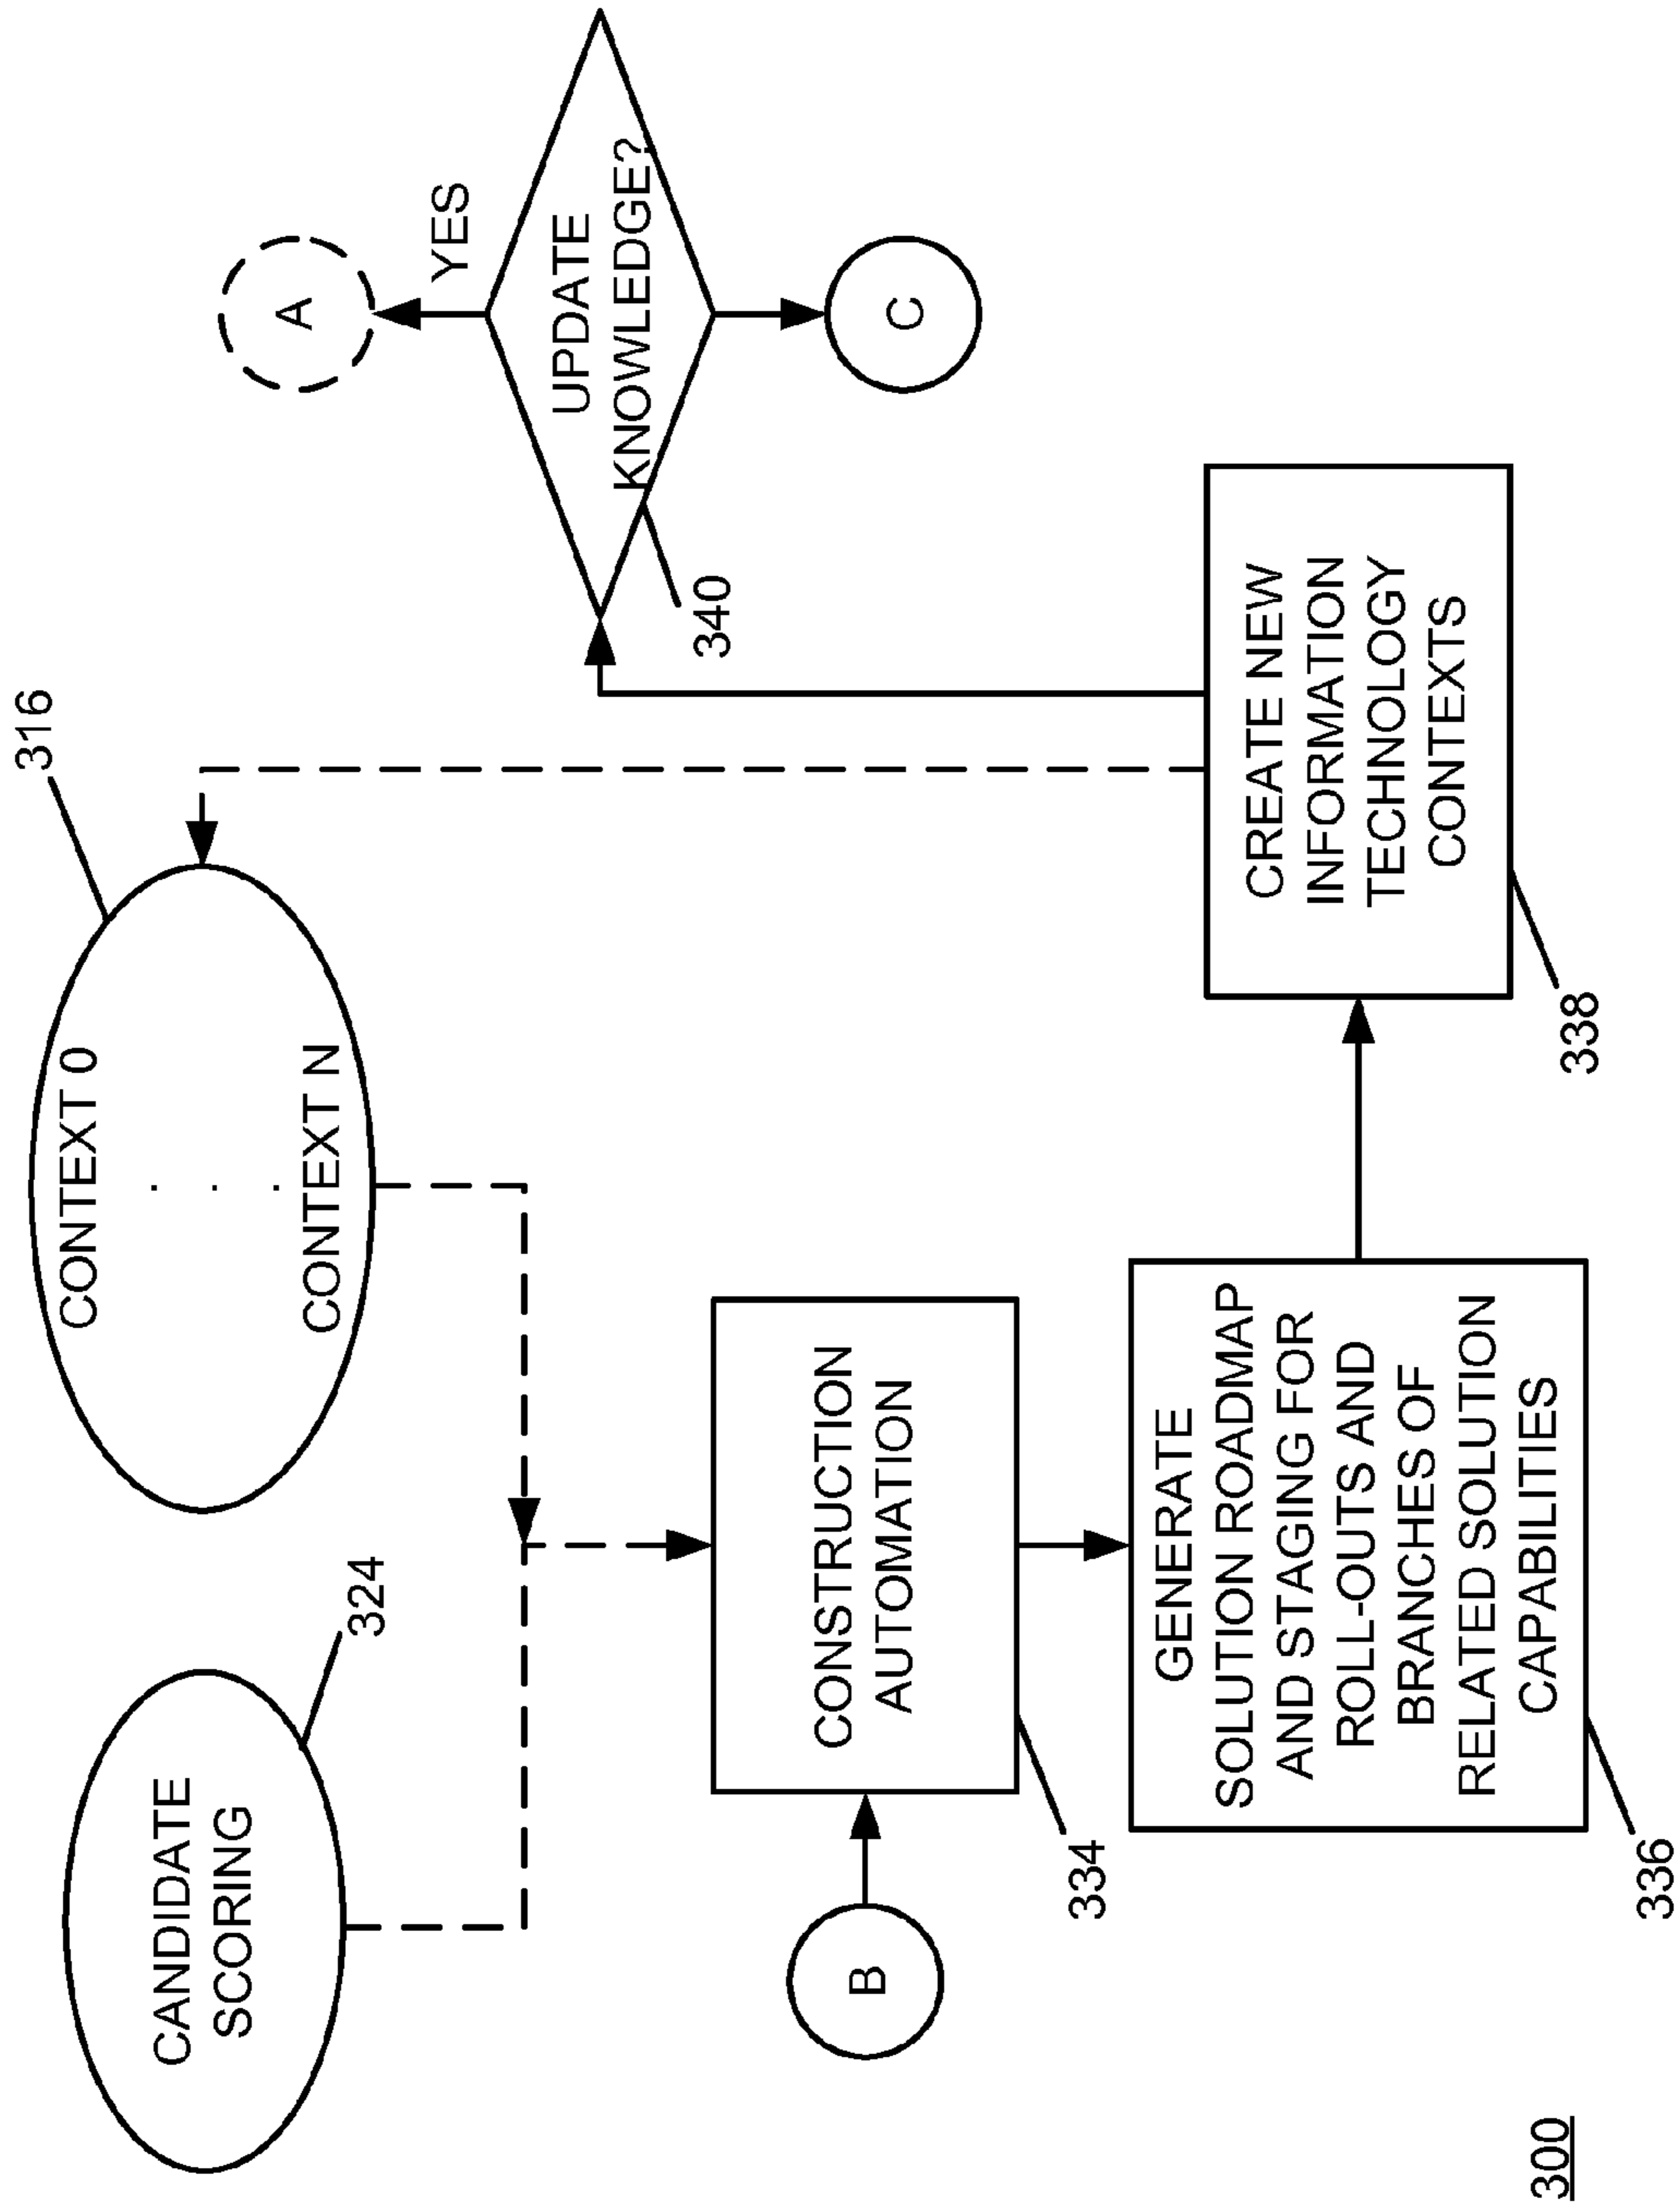 316
CONTEXT 0
.
.
.
CONTEXT N
324
CANDIDATE
SCORING
A
YES
UPDATE
KNOWLEDGE?
340
C
B
CONSTRUCTION
AUTOMATION
334
GENERATE
SOLUTION ROADMAP
AND STAGING FOR
ROLL-OUTS AND
BRANCHES OF
RELATED SOLUTION
CAPABILITIES
336
CREATE NEW
INFORMATION
TECHNOLOGY
CONTEXTS
338
300